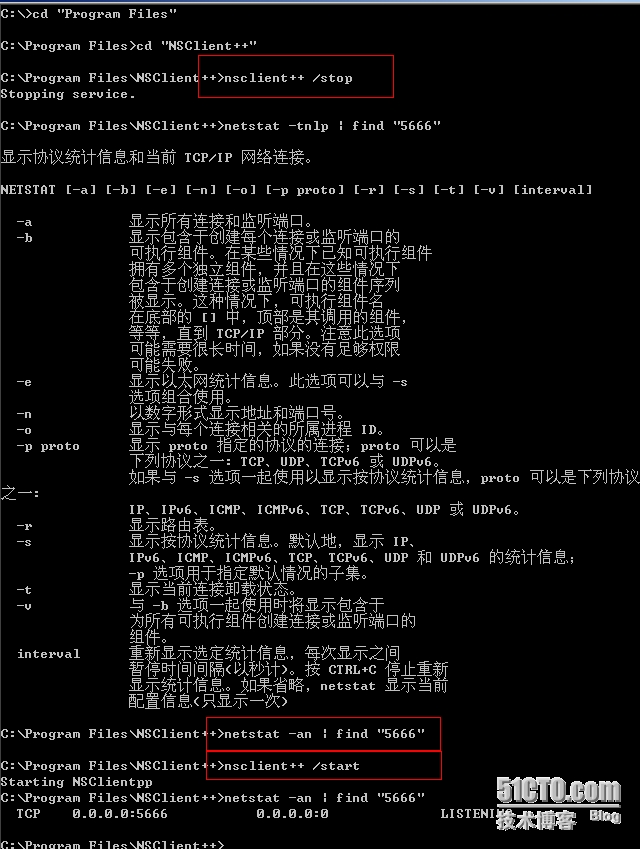 C:\>cd "Program Files"
C:\Program Files>cd "NSClient++"
C:\Program Files\NSClient++>nsclient++ /stop
Stopping service.
C:\Program Files\NSClient++>netstat -tnlp | find "5666"
显示协议统计信息和当前 TCP/IP 网络连接。
NETSTAT [-a] [-b] [-e] [-n] [-o] [-p proto] [-r] [-s] [-t] [-v] [interval]
-a 显示所有连接和监听端口。
-b 显示包含于创建每个连接或监听端口的
可执行组件。在某些情况下已知可执行组件
拥有多个独立组件，并且在这些情况下
包含于创建连接或监听端口的组件序列
被显示。这种情况下，可执行组件名
在底部的 [] 中，顶部是其调用的组件，
等等，直到 TCP/IP 部分。注意此选项
可能需要很长时间，如果没有足够权限
可能失败。
-e 显示以太网统计信息。此选项可以与 -s
选项组合使用。
-n 以数字形式显示地址和端口号。
-o 显示与每个连接相关的所属进程 ID。
-p proto 显示 proto 指定的协议的连接；proto 可以是
下列协议之一: TCP、UDP、TCPv6 或 UDPv6。
如果与 -s 选项一起使用以显示按协议统计信息，proto 可以是下列协议
之一:
IP、IPv6、ICMP、ICMPv6、TCP、TCPv6、UDP 或 UDPv6。
-r 显示路由表。
-s 显示按协议统计信息。默认地，显示 IP、
IPv6、ICMP、ICMPv6、TCP、TCPv6、UDP 和 UDPv6 的统计信息；
-p 选项用于指定默认情况的子集。
-t 显示当前连接卸载状态。
-v 与 -b 选项一起使用时将显示包含于
为所有可执行组件创建连接或监听端口的
组件。
interval 重新显示选定统计信息，每次显示之间
暂停时间间隔(以秒计)。按 CTRL+C 停止重新
显示统计信息。如果省略，netstat 显示当前
配置信息(只显示一次)
C:\Program Files\NSClient++>netstat -an | find "5666"
C:\Program Files\NSClient++>nsclient++ /start
Starting NSClientpp
C:\Program Files\NSClient++>netstat -an | find "5666"
TCP 0.0.0.0:5666 0.0.0.0:0 LISTENING
C:\Program Files\NSClient++>
51CTO.com
技术博客 Blog